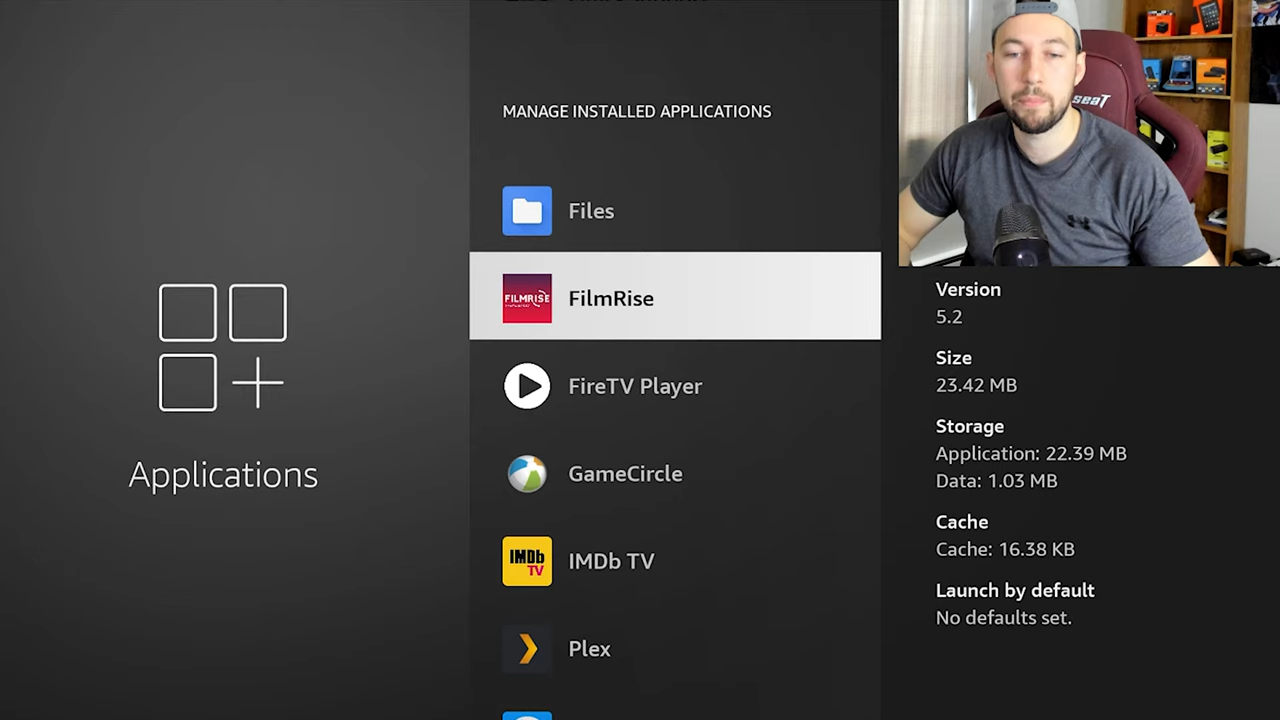 MANAGE INSTALLED APPLICATIONS
Files
FILMRISE
FilmRise
FireTV Player
GameCircle
IMDb
TV
IMDb TV
Plex
Applications
seaT
Version
5.2
Size
23.42 MB
Storage
Application: 22.39 MB
Data: 1.03 MB
Cache
Cache: 16.38 KB
Launch by default
No defaults set.